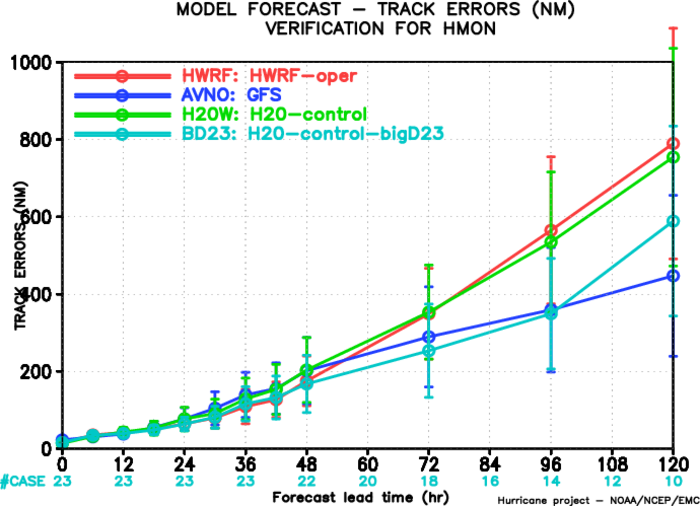 MODEL FORECAST – TRACK ERRORS (NM)
VERIFICATION FOR HMON
HWRF: HWRF–oper
AVNO: GFS
H20W: H20–control
BD23: H20–control–bigD23
TRACK ERRORS (NM)
1000
800
600
400
200
0
0 12 24 36 48 60 72 84 96 108 120
#CASE 23 23 23 23 22 20 18 16 14 12 10
Forecast lead time (hr)
Hurricane project – NOAA/NCEP/EMC